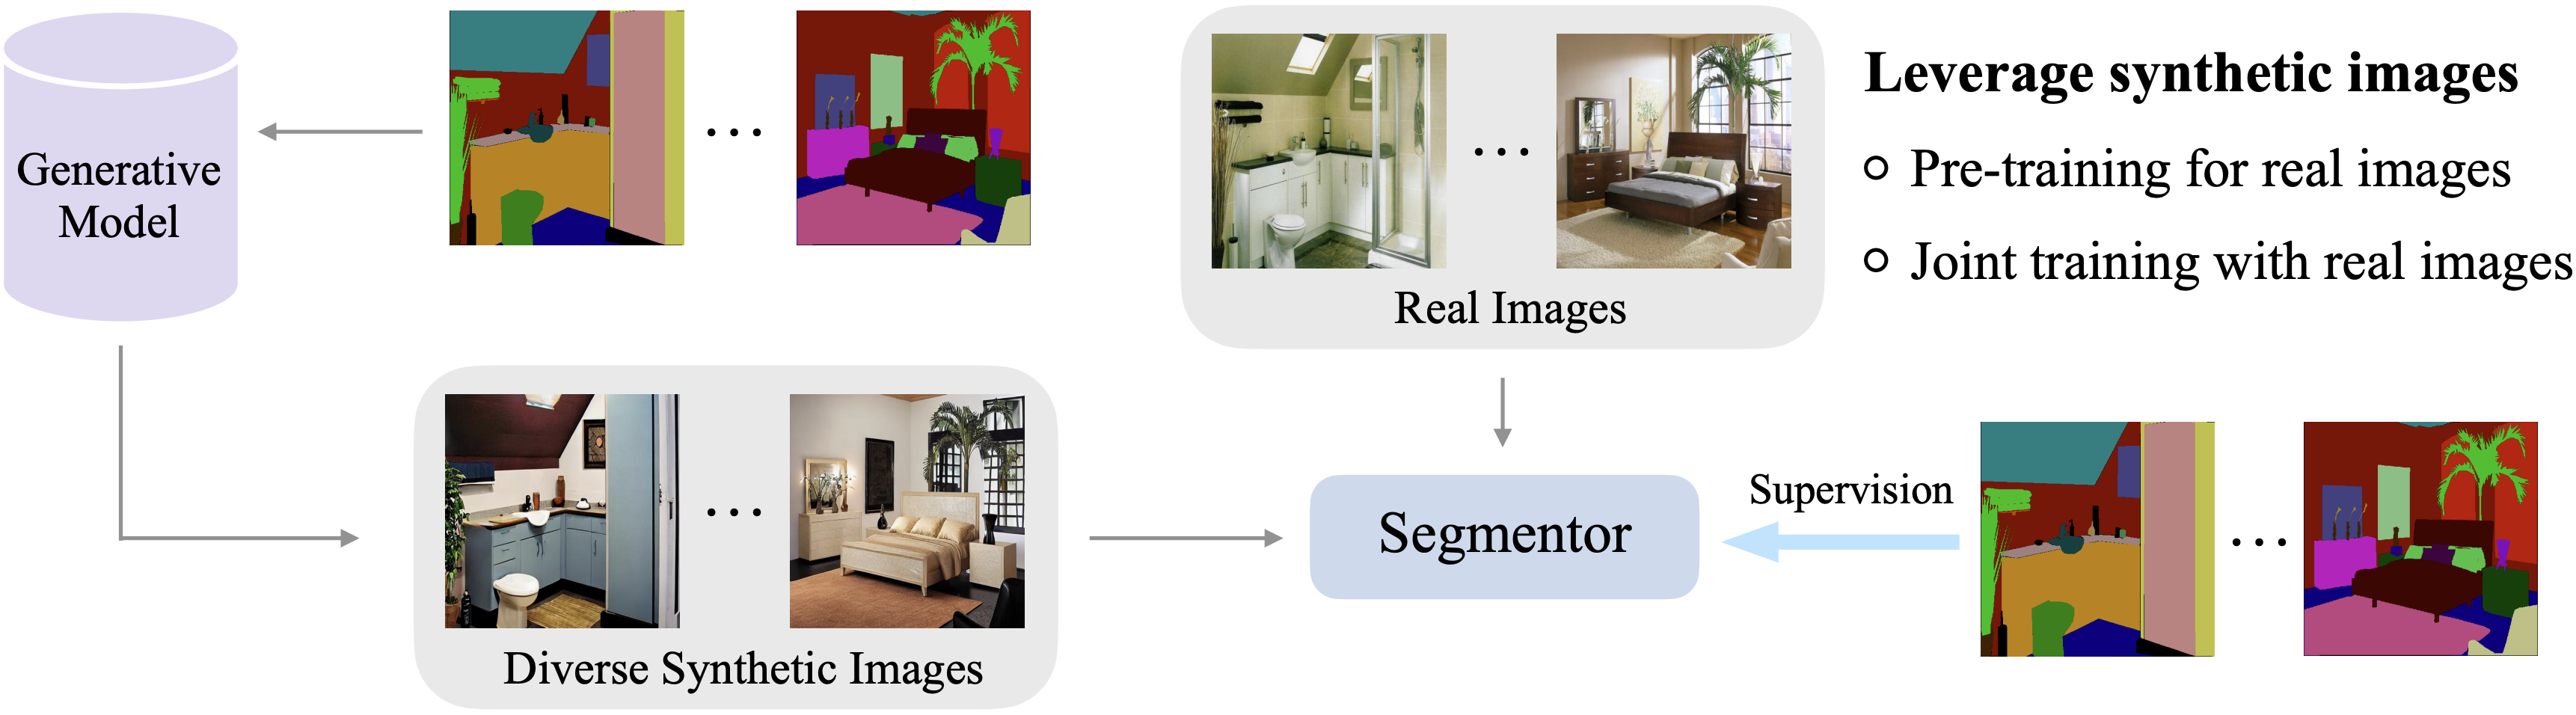 Generative
Model
Real Images
Leverage synthetic images
Pre-training for real images
Joint training with real images
Diverse Synthetic Images
Segmentor
Supervision